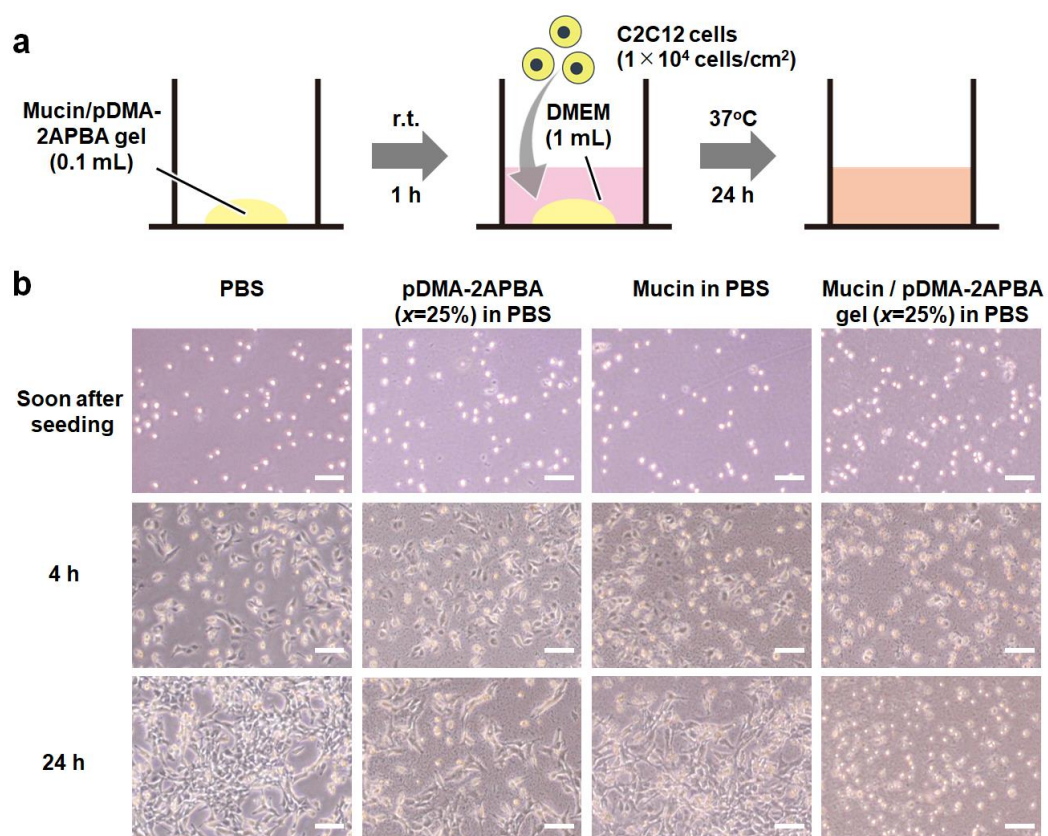 a
Mucin/pDMA-
2APBA gel
(0.1 mL)
r.t.
1 h
C2C12 cells
(1×10⁴ cells/cm²)
DMEM
(1 mL)
37°C
24 h
b
PBS
pDMA-2APBA
(x=25%) in PBS
Mucin in PBS
Mucin / pDMA-2APBA
gel (x=25%) in PBS
Soon after
seeding
4 h
24 h